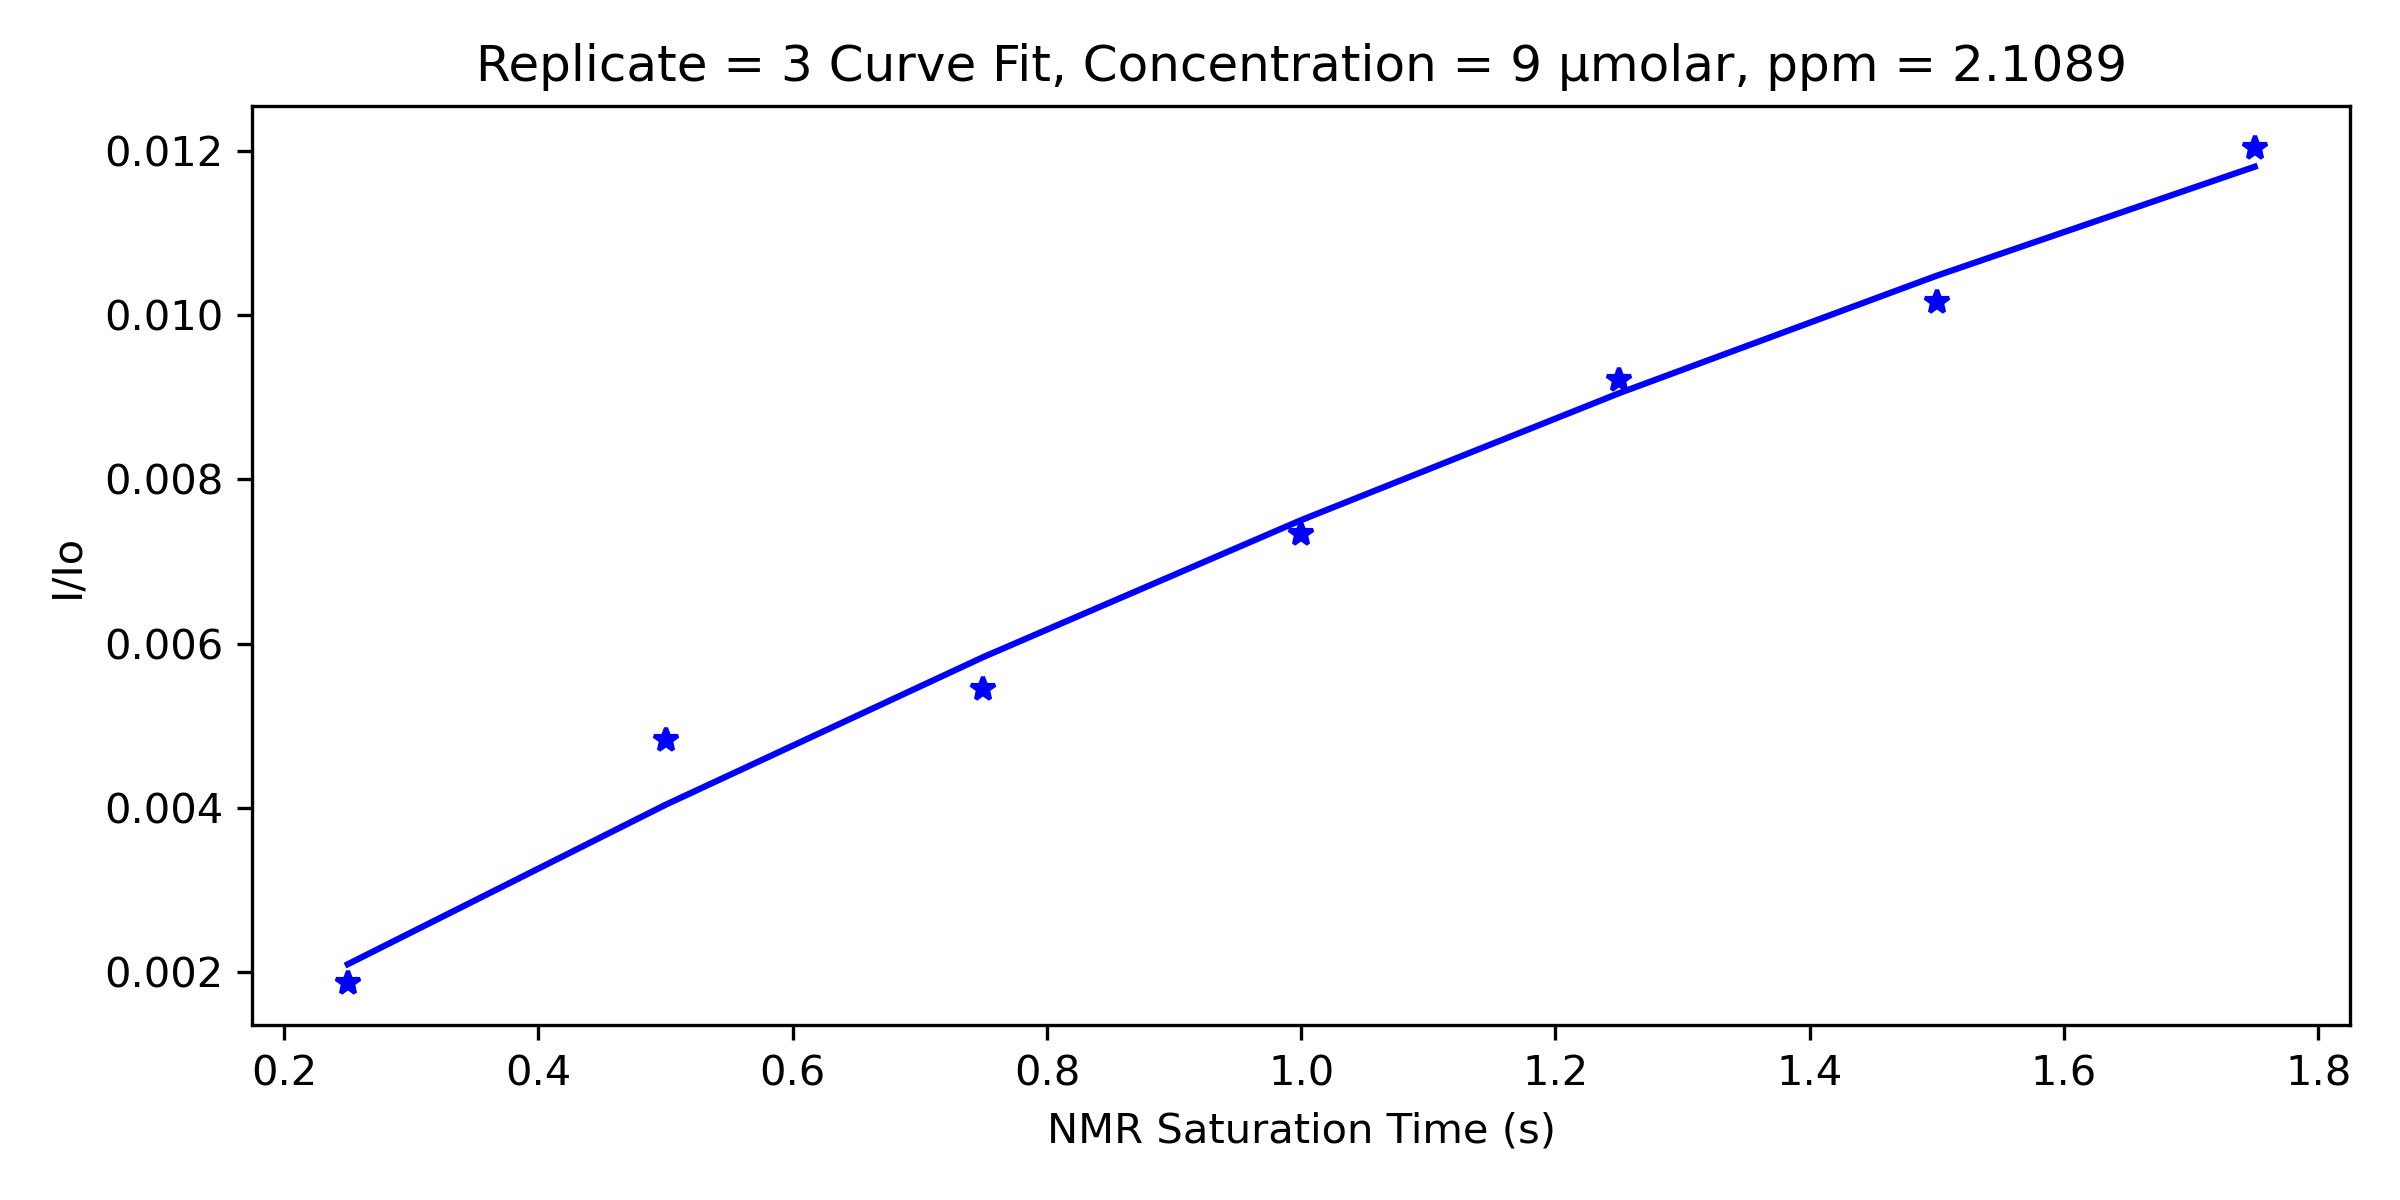 Replicate = 3 Curve Fit, Concentration = 9 μmolar, ppm = 2.1089
0.012
0.010
0.008
0.006
0.004
0.002
I/Io
0.2 0.4 0.6 0.8 1.0 1.2 1.4 1.6 1.8
NMR Saturation Time (s)